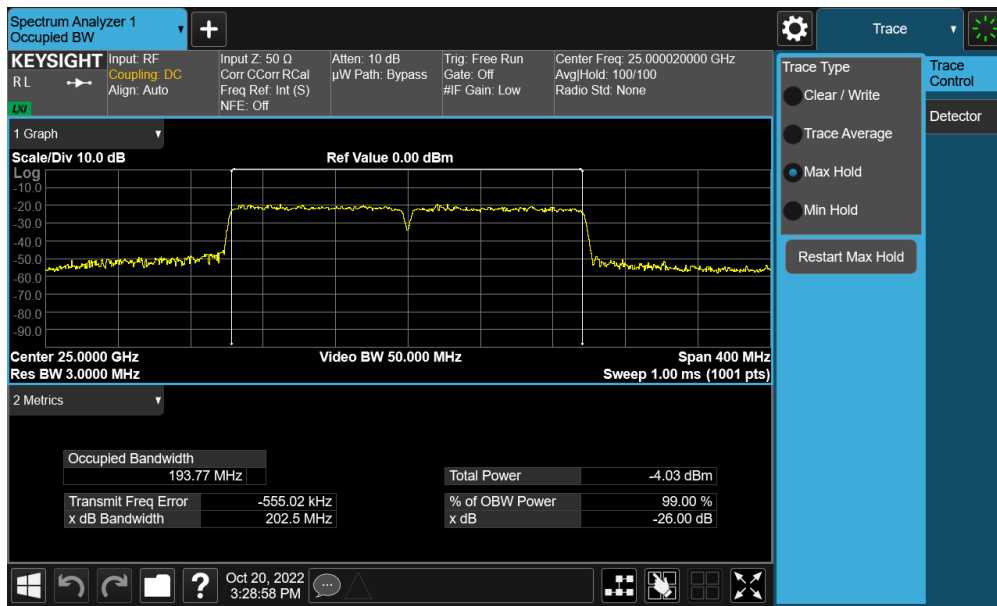 Spectrum Analyzer 1
Occupied BW
+
Trace
KEYSIGHT
R L
LXI
Input: RF
Coupling: DC
Align: Auto
Input Z: 50 Ω
Corr CCorr RCal
Freq Ref: Int (S)
NFE: Off
Atten: 10 dB
µW Path: Bypass
Trig: Free Run
Gate: Off
#IF Gain: Low
Center Freq: 25.000020000 GHz
Avg|Hold: 100/100
Radio Std: None
Trace Type
Clear / Write
Trace Average
Max Hold
Min Hold
Restart Max Hold
Trace
Control
Detector
1 Graph
Scale/Div 10.0 dB
Ref Value 0.00 dBm
Log
-10.0
-20.0
-30.0
-40.0
-50.0
-60.0
-70.0
-80.0
-90.0
Center 25.0000 GHz
Video BW 50.000 MHz
Span 400 MHz
Res BW 3.0000 MHz
Sweep 1.00 ms (1001 pts)
2 Metrics
Occupied Bandwidth
193.77 MHz
Total Power -4.03 dBm
Transmit Freq Error -555.02 kHz
% of OBW Power 99.00 %
x dB Bandwidth 202.5 MHz
x dB -26.00 dB
?
Oct 20, 2022
3:28:58 PM